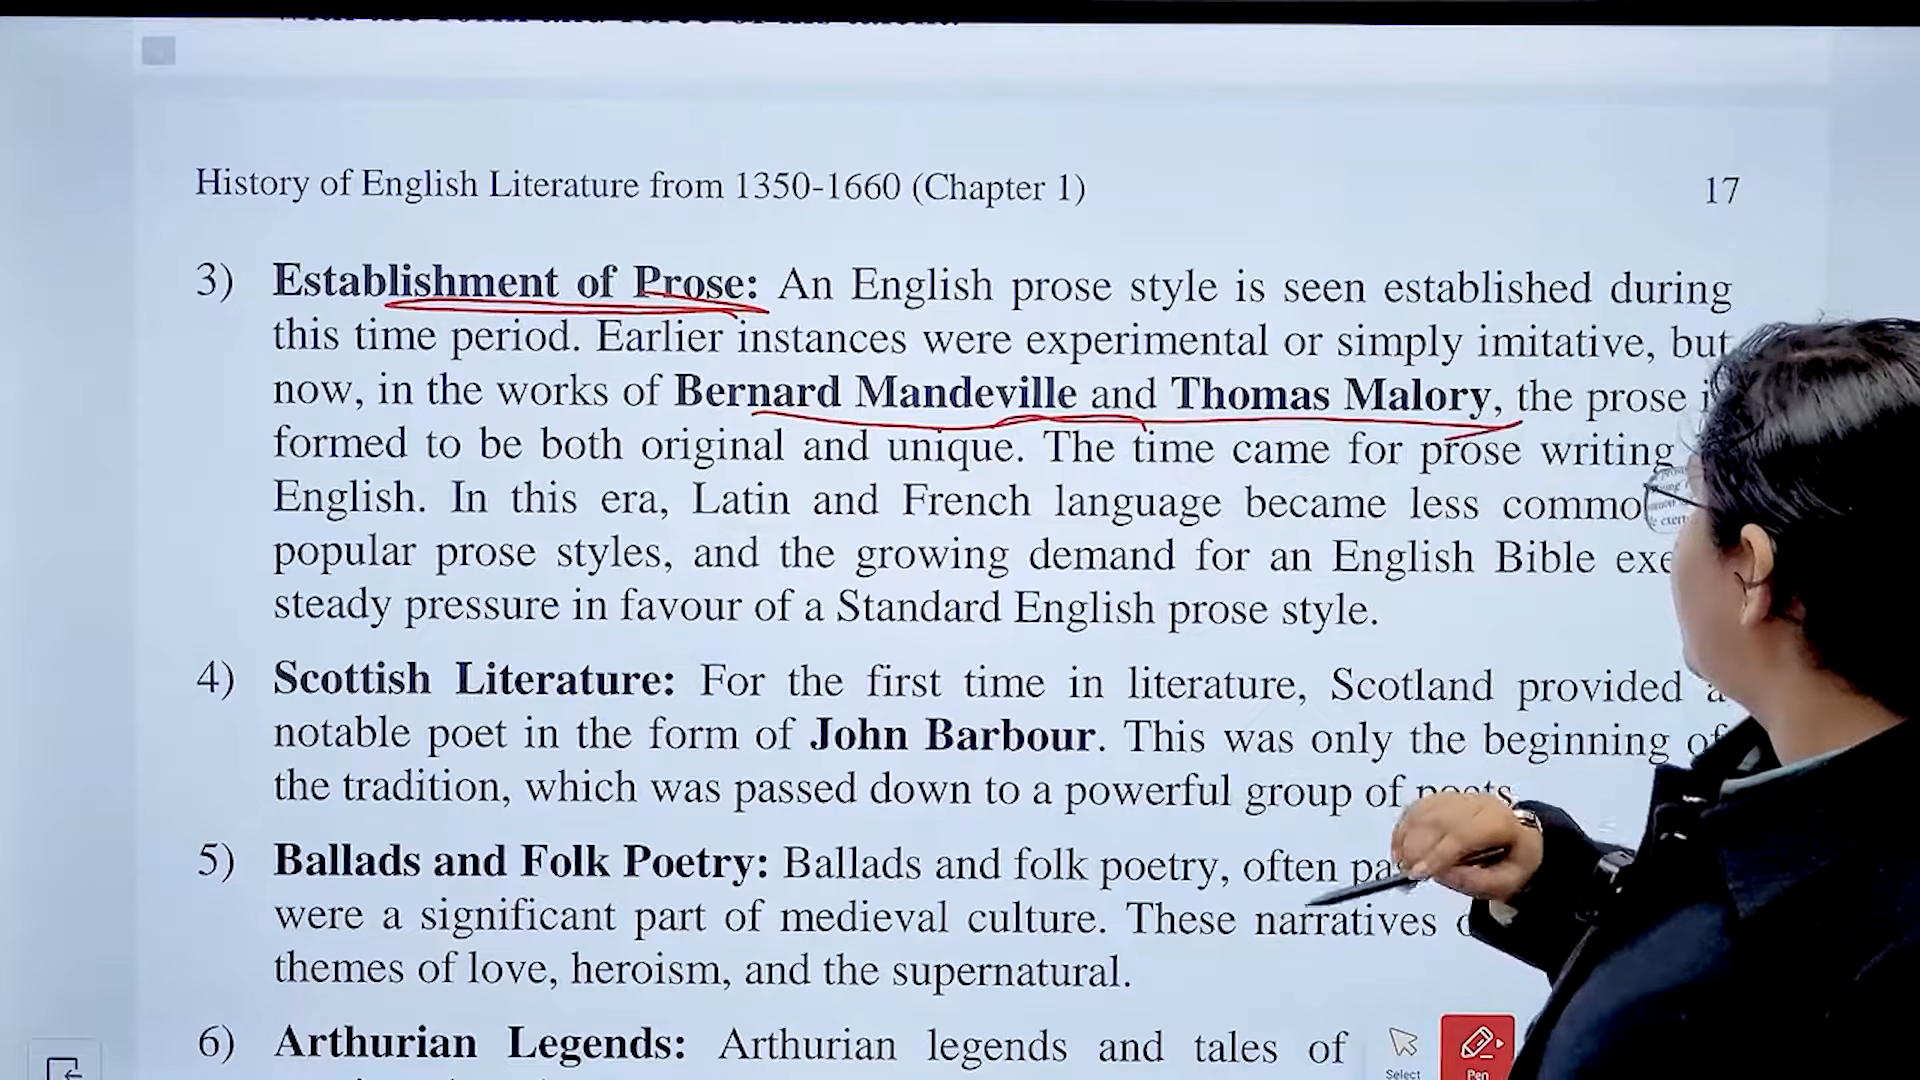 History of English Literature from 1350-1660 (Chapter 1)
17
3) Establishment of Prose: An English prose style is seen established during
this time period. Earlier instances were experimental or simply imitative, but
now, in the works of Bernard Mandeville and Thomas Malory, the prose
formed to be both original and unique. The time came for prose writing
English. In this era, Latin and French language became less commo
popular prose styles, and the growing demand for an English Bible exe
steady pressure in favour of a Standard English prose style.
4) Scottish Literature: For the first time in literature, Scotland provided a
notable poet in the form of John Barbour. This was only the beginning of
the tradition, which was passed down to a powerful group of poets
5) Ballads and Folk Poetry: Ballads and folk poetry, often pa
were a significant part of medieval culture. These narratives
themes of love, heroism, and the supernatural.
6) Arthurian Legends: Arthurian legends and tales of
Select
Pen